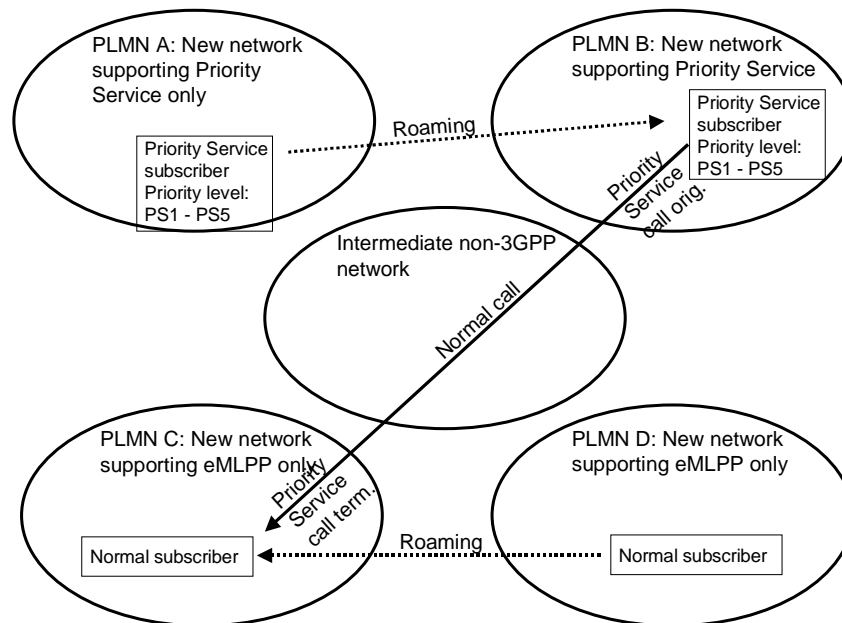 PLMN A: New network
supporting Priority
Service only
PLMN B: New network
supporting Priority Service
Priority Service
subscriber
Priority level:
PS1 - PS5
Roaming
Priority Service
subscriber
Priority level:
PS1 - PS5
Priority
Service
call orig.
Intermediate non-3GPP
network
Normal call
PLMN C: New network
supporting eMLPP only
PLMN D: New network
supporting eMLPP only
Priority
Service
call term.
Normal subscriber
Roaming
Normal subscriber